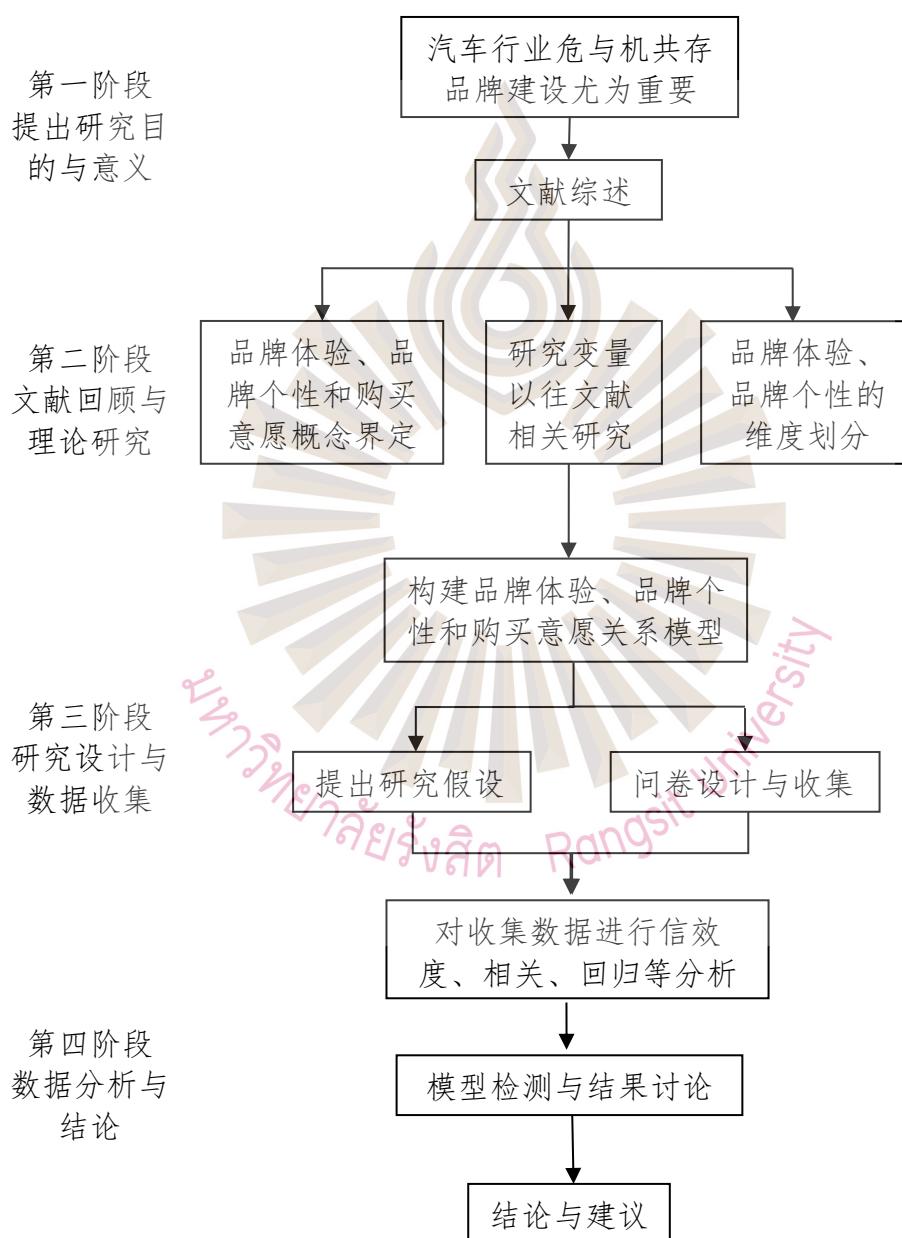 汽车行业危与机共存
品牌建设尤为重要
第一阶段
提出研究目
的与意义
文献综述
第二阶段
文献回顾与
理论研究
品牌体验、品
牌个性和购买
意愿概念界定
研究变量
以往文献
相关研究
品牌体验、
品牌个性的
维度划分
构建品牌体验、品牌个
性和购买意愿关系模型
第三阶段
研究设计与
数据收集
提出研究假设
问卷设计与收集
มหาวิทยาลัยรังสิต Rangsit University
对收集数据进行信效
度、相关、回归等分析
第四阶段
数据分析与
结论
模型检测与结果讨论
结论与建议